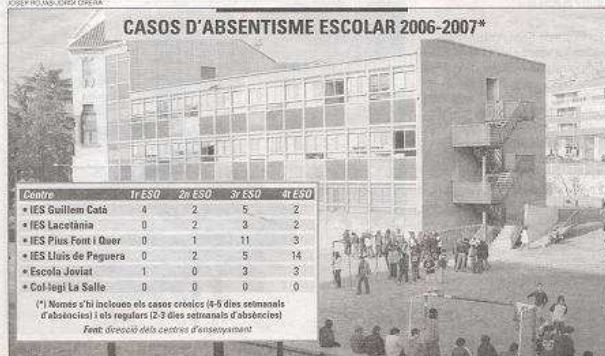 JOSEP ROJAS/JORDI CIRERA
CASOS D'ABSENTISME ESCOLAR 2006-2007*
Centre 1r ESO 2n ESO 3r ESO 4t ESO
• IES Guillem Catà 4 2 5 2
• IES Lacetània 0 2 3 2
• IES Pius Font i Quer 0 1 11 3
• IES Lluís de Peguera 0 2 5 14
• Escola Joviat 1 0 3 3
• Col·legi La Salle 0 0 0 0
(*) Només s'hi inclouen els casos crònics (4-5 dies setmanals
d'absències) i els regulars (2-3 dies setmanals d'absències)
Font: direcció dels centres d'ensenyament